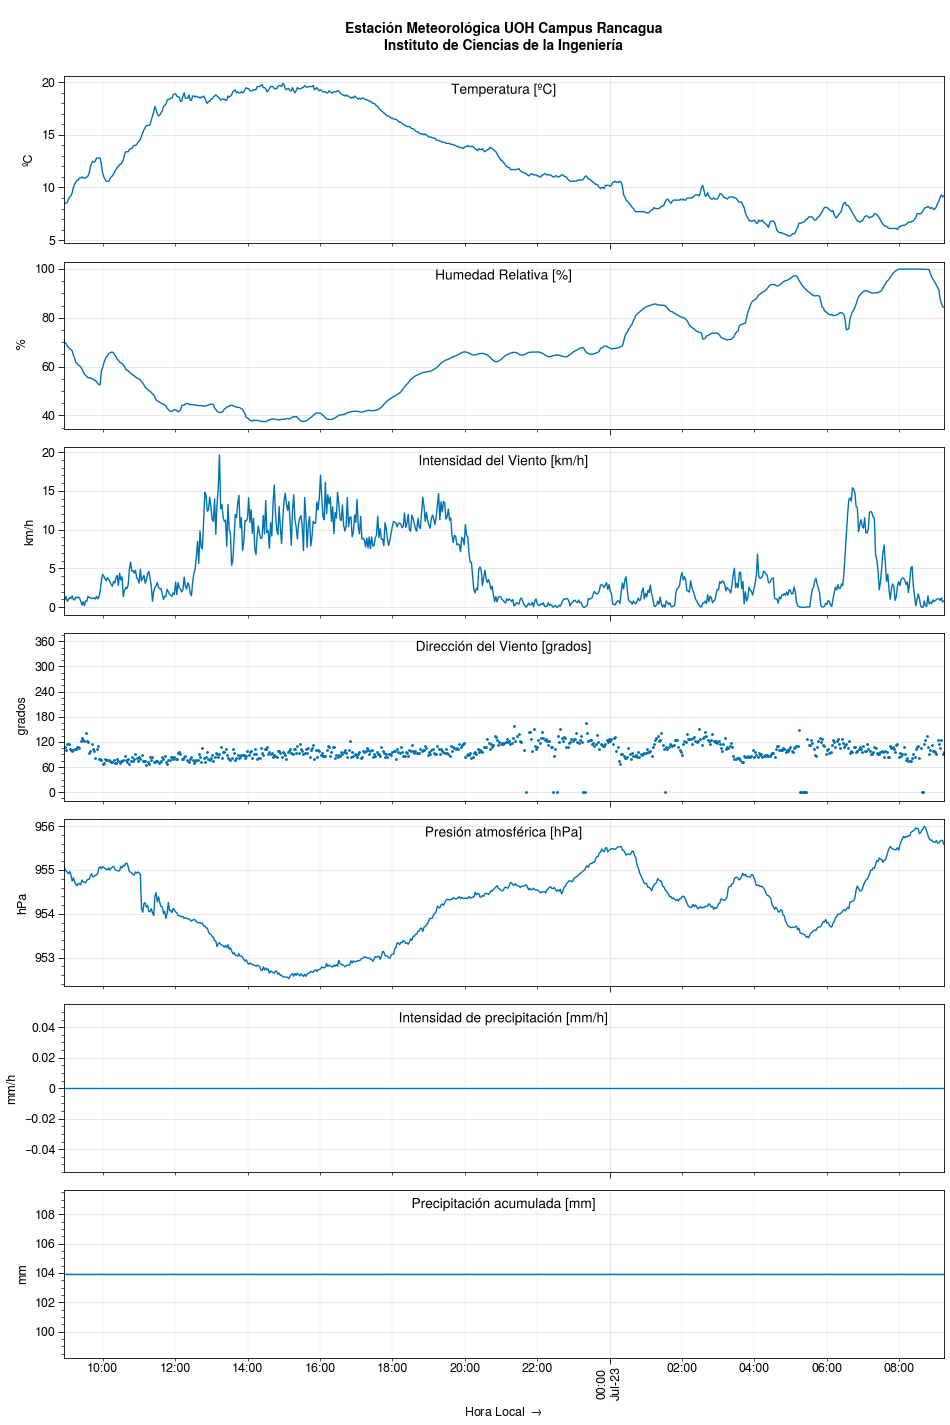 Estación Meteorológica UOH Campus Rancagua
Instituto de Ciencias de la Ingeniería
Temperatura [ºC]
20
15
10
5
ºC
Humedad Relativa [%]
100
80
60
40
%
Intensidad del Viento [km/h]
20
15
10
5
0
km/h
Dirección del Viento [grados]
360
300
240
180
120
60
0
grados
Presión atmosférica [hPa]
956
955
954
953
hPa
Intensidad de precipitación [mm/h]
0.04
0.02
0
−0.02
−0.04
mm/h
Precipitación acumulada [mm]
108
106
104
102
100
mm
10:00 12:00 14:00 16:00 18:00 20:00 22:00 00:00 02:00 04:00 06:00 08:00
Jul-23
Hora Local →